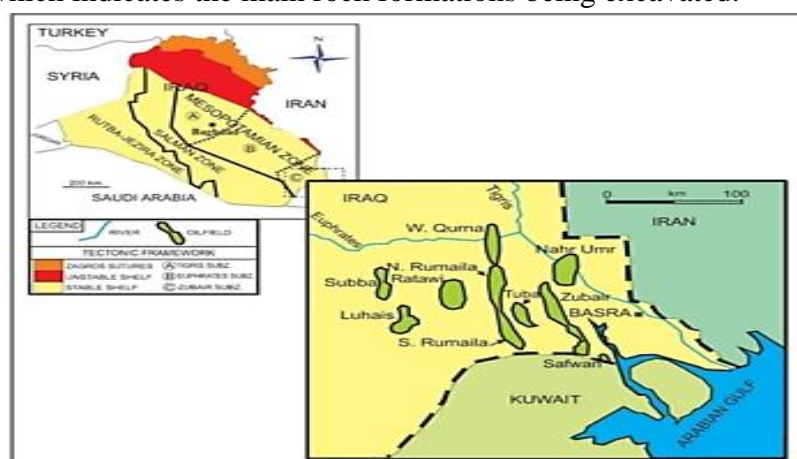 which indicates the main rock formations being excavated.
TURKEY
SYRIA
IRAQ
IRAN
MESOPOTAMIAN ZONE
A
Baghdad
B
SALMAN ZONE
RUTBA-JEZIRA ZONE
C
JORDAN
200 km.
SAUDI ARABIA
LEGEND
RIVER
OILFIELD
TECTONIC FRAMEWORK
ZAGROS SUTURES
A TIGRIS SUBZ.
UNSTABLE SHELF
B EUPHRATES SUBZ.
STABLE SHELF
C ZUBAIR SUBZ.
IRAQ
Tigris
0 km 100
IRAN
Euphrates
W. Qurna
Nahr Umr
N. Rumaila
Subba
Ratawi
Tuba
Zubair
BASRA
Luhais
S. Rumaila
Safwan
KUWAIT
ARABIAN GULF